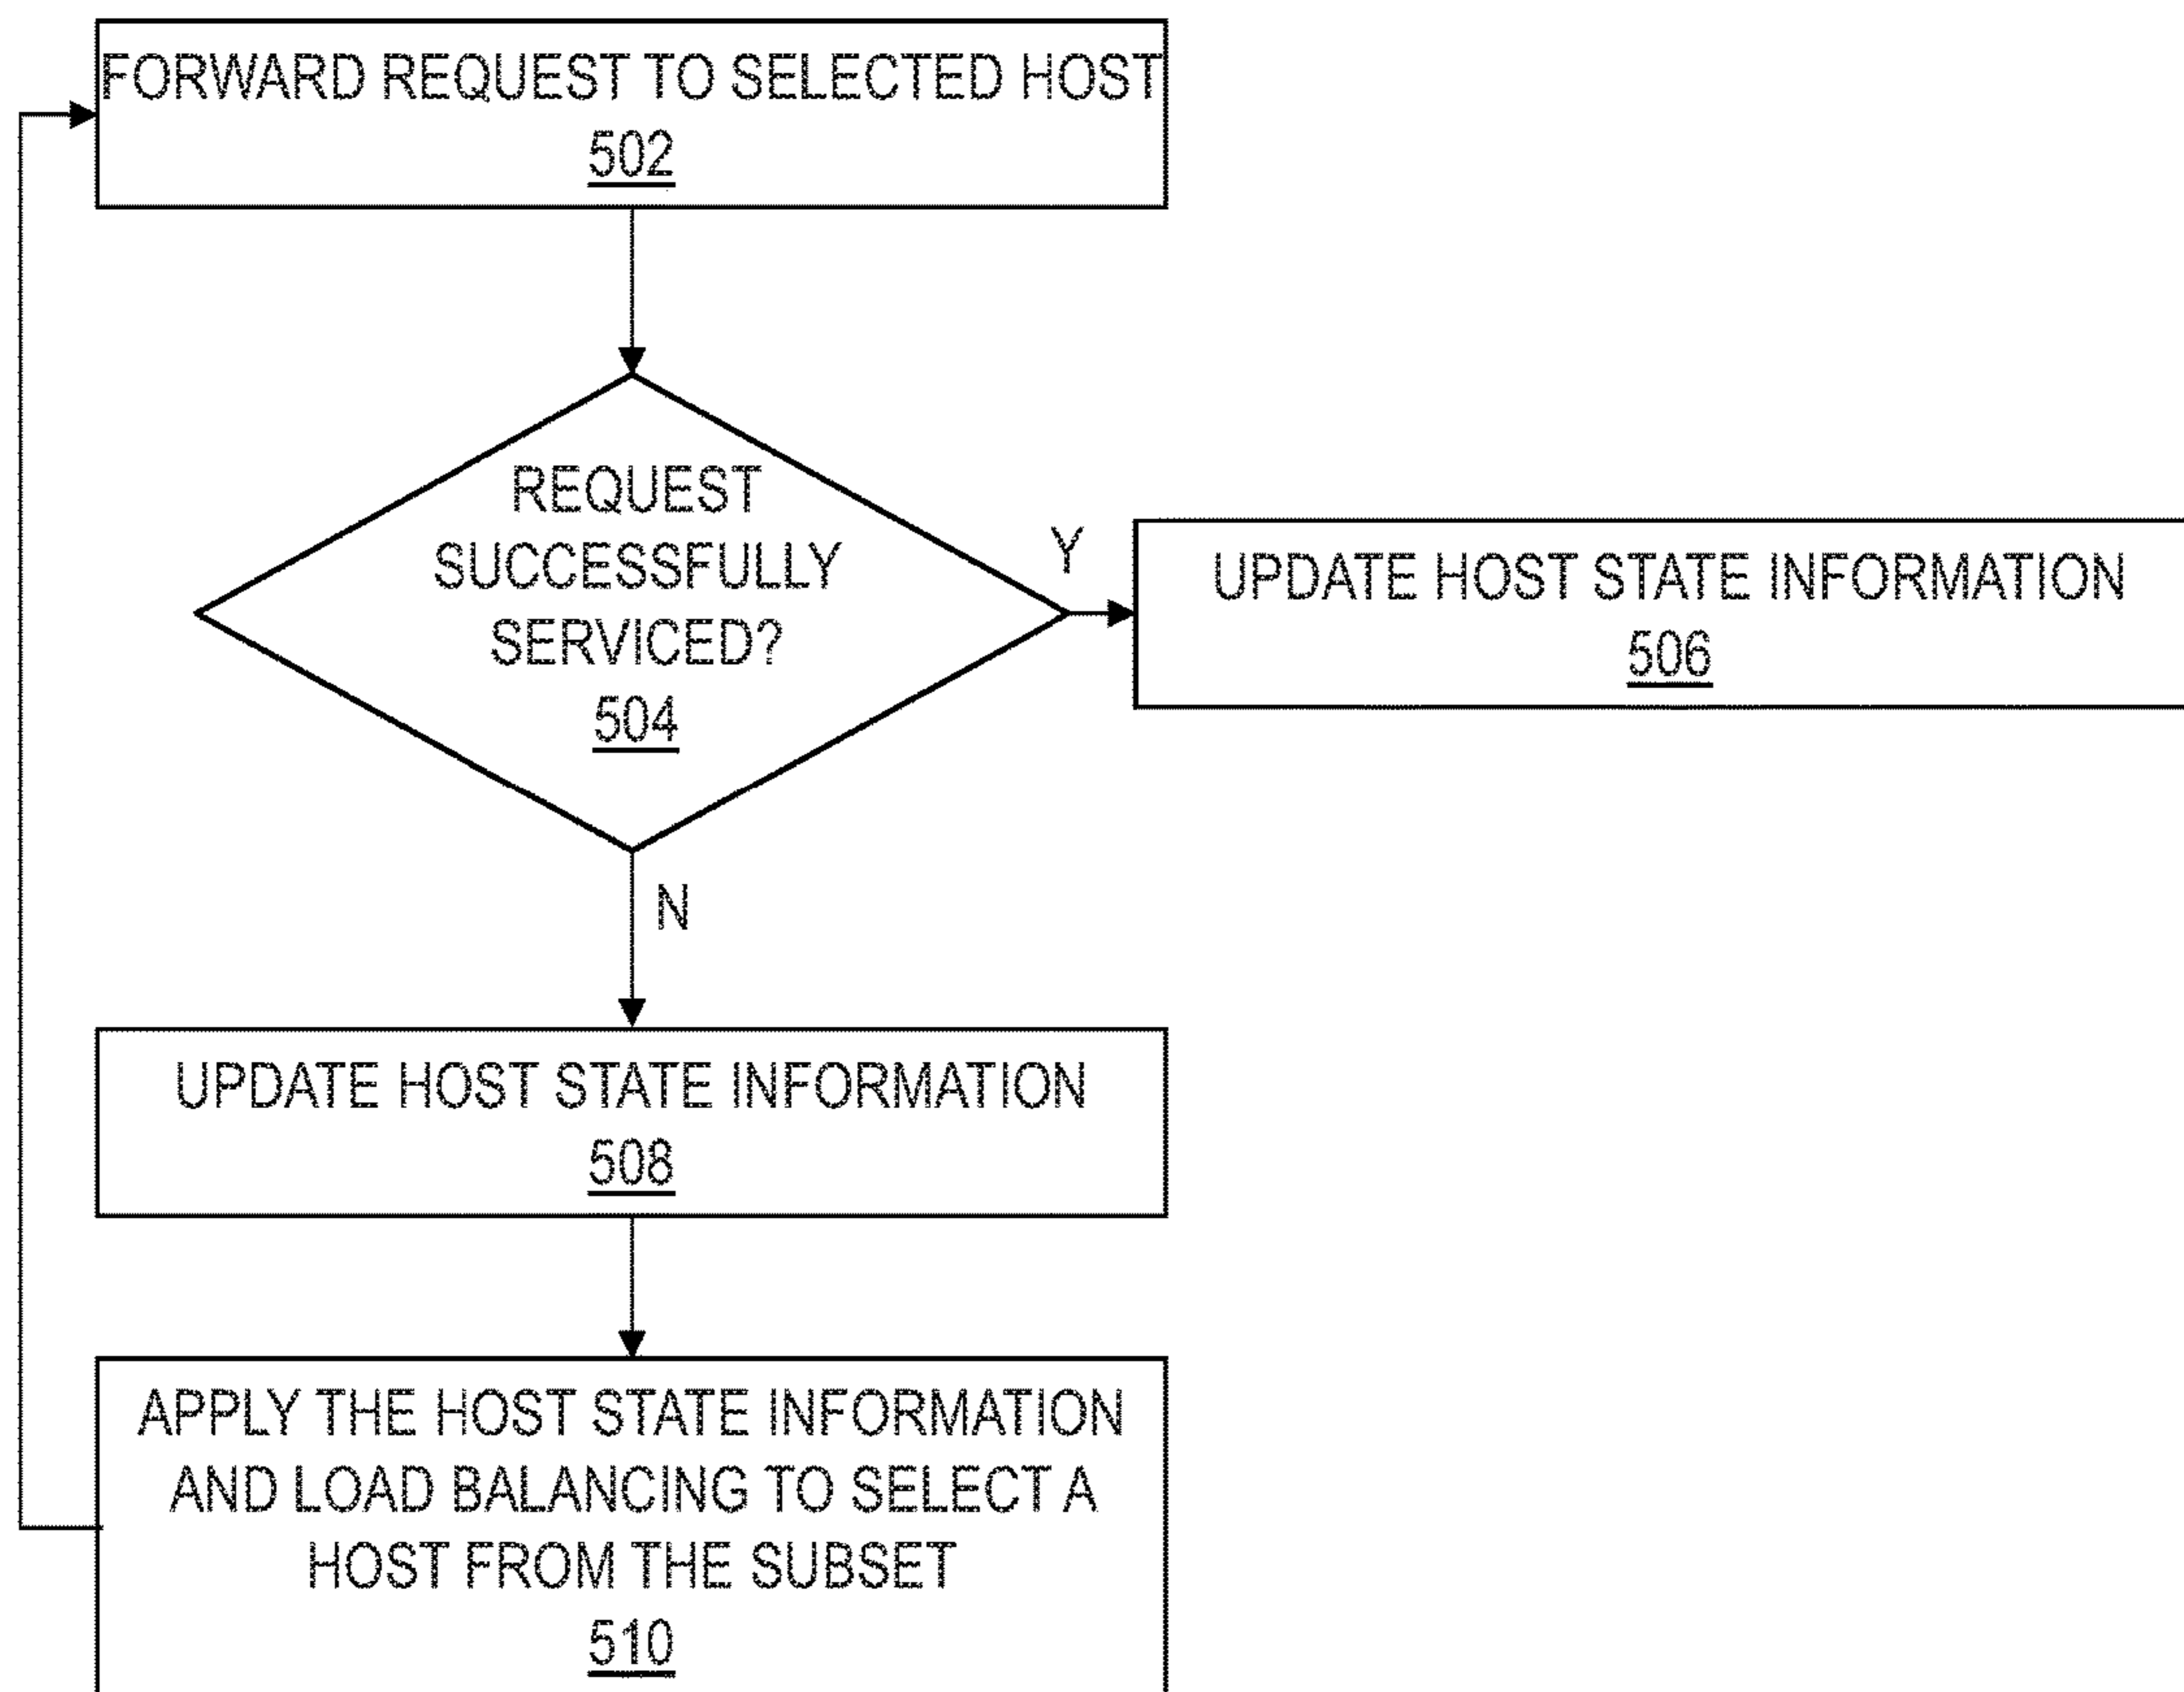 FORWARD REQUEST TO SELECTED HOST
502
REQUEST
SUCCESSFULLY
SERVICED?
504
Y
UPDATE HOST STATE INFORMATION
506
N
UPDATE HOST STATE INFORMATION
508
APPLY THE HOST STATE INFORMATION
AND LOAD BALANCING TO SELECT A
HOST FROM THE SUBSET
510